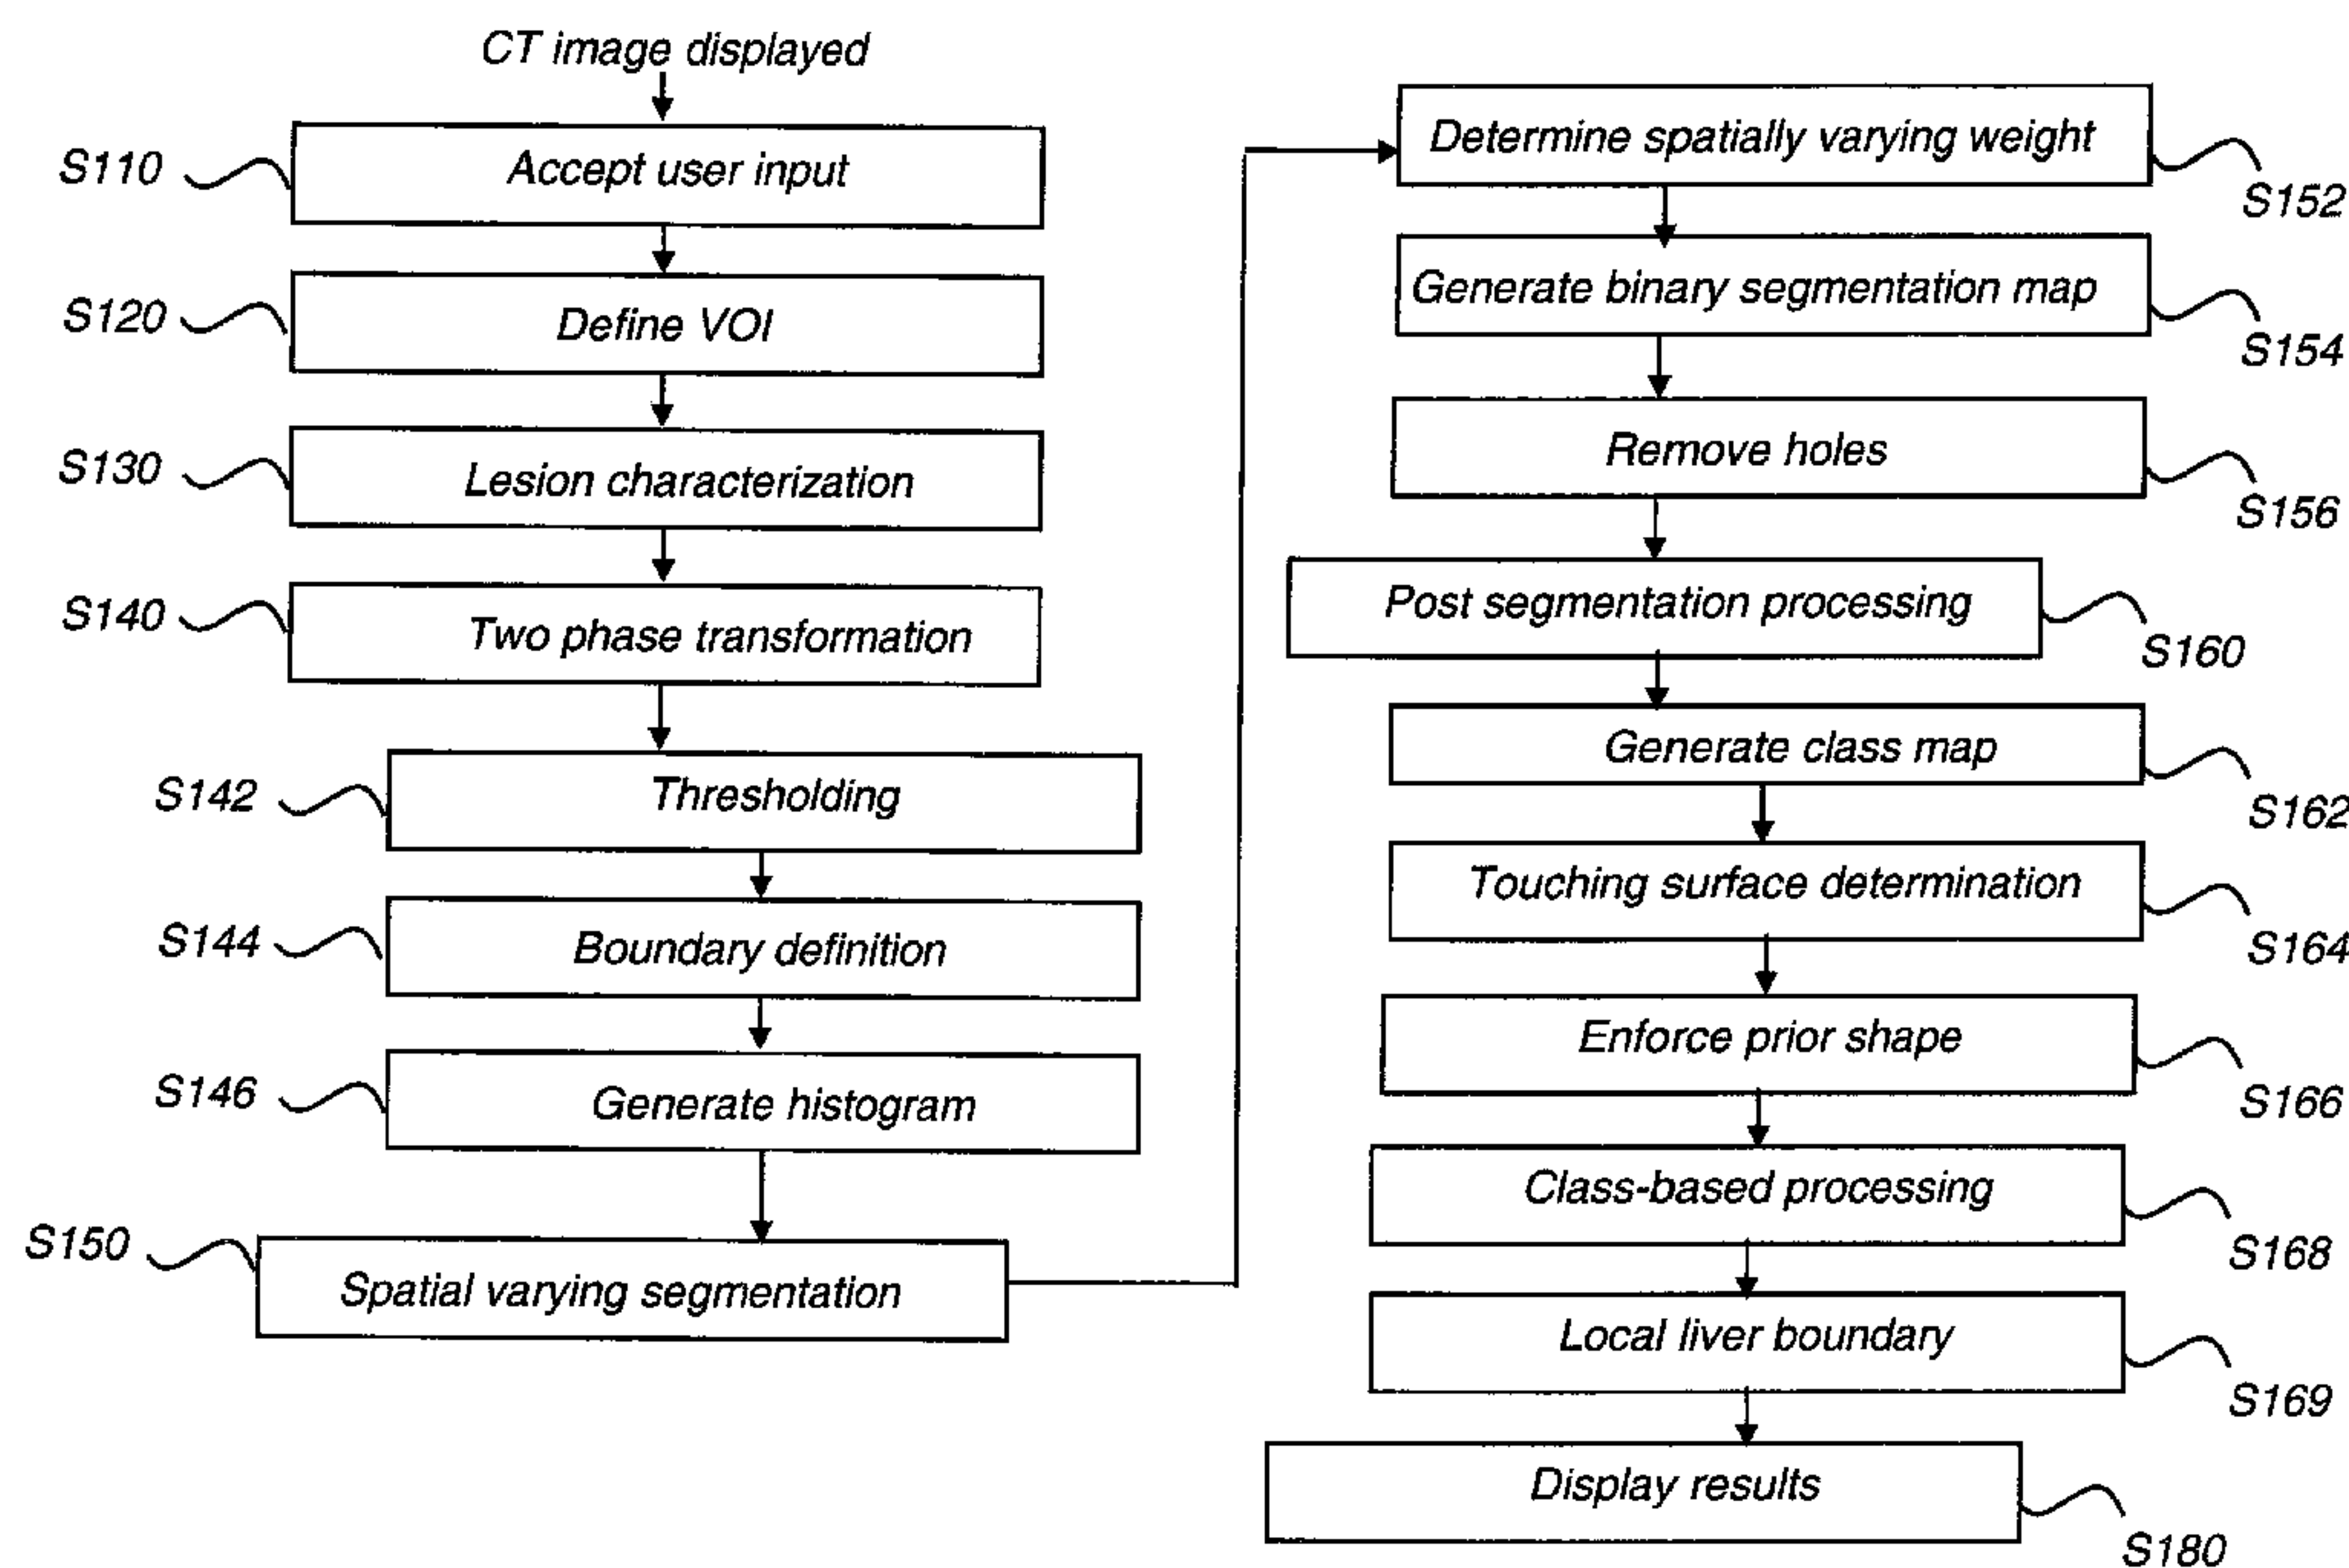 CT image displayed
S110
Accept user input
S120
Define VOI
S130
Lesion characterization
S140
Two phase transformation
S142
Thresholding
S144
Boundary definition
S146
Generate histogram
S150
Spatial varying segmentation
Determine spatially varying weight
S152
Generate binary segmentation map
S154
Remove holes
S156
Post segmentation processing
S160
Generate class map
S162
Touching surface determination
S164
Enforce prior shape
S166
Class-based processing
S168
Local liver boundary
S169
Display results
S180